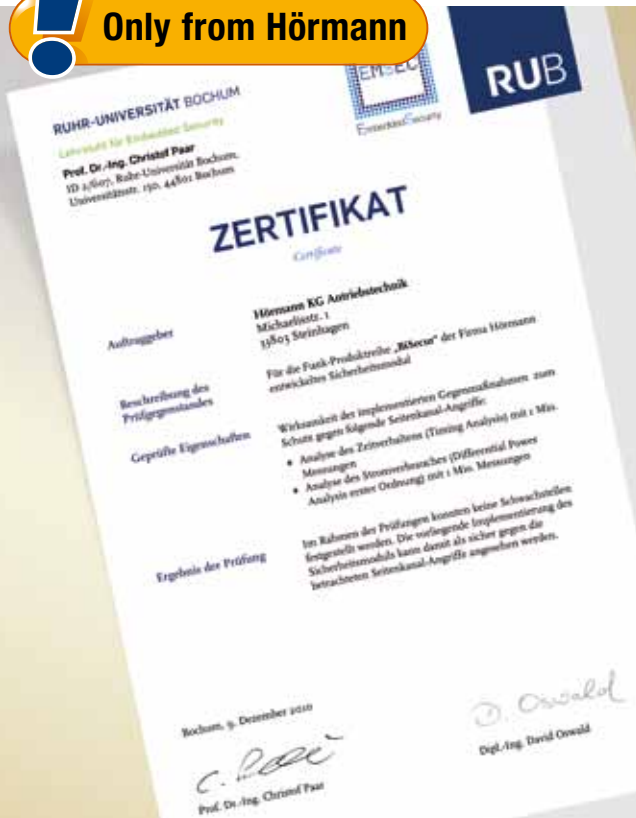 Only from Hörmann
EMSEC
Embedded Security
RUB
RUHR-UNIVERSITÄT BOCHUM
Lehrstuhl für Embedded Security
Prof. Dr.-Ing. Christof Paar
ID 2/607, Ruhr-Universität Bochum,
Universitätsstr. 150, 44801 Bochum
ZERTIFIKAT
Certificate
Auftraggeber
Hörmann KG Antriebstechnik
Michaelisstr. 1
33803 Steinhagen
Beschreibung des
Prüfgegenstandes
Für die Funk-Produktreihe „BiSecur" der Firma Hörmann
entwickeltes Sicherheitsmodul
Geprüfte Eigenschaften
Wirksamkeit der implementierten Gegenmaßnahmen zum
Schutz gegen folgende Seitenkanal-Angriffe:
• Analyse des Zeitverhaltens (Timing Analysis) mit 1 Mio.
Messungen
• Analyse des Stromverbrauches (Differential Power
Analysis erster Ordnung) mit 1 Mio. Messungen
Ergebnis der Prüfung
Im Rahmen der Prüfungen konnten keine Schwachstellen
festgestellt werden. Die vorliegende Implementierung des
Sicherheitsmoduls kann damit als sicher gegen die
betrachteten Seitenkanal-Angriffe angesehen werden.
Bochum, 9. Dezember 2010
C. Paar
Prof. Dr.-Ing. Christof Paar
D. Oswald
Dipl.-Ing. David Oswald